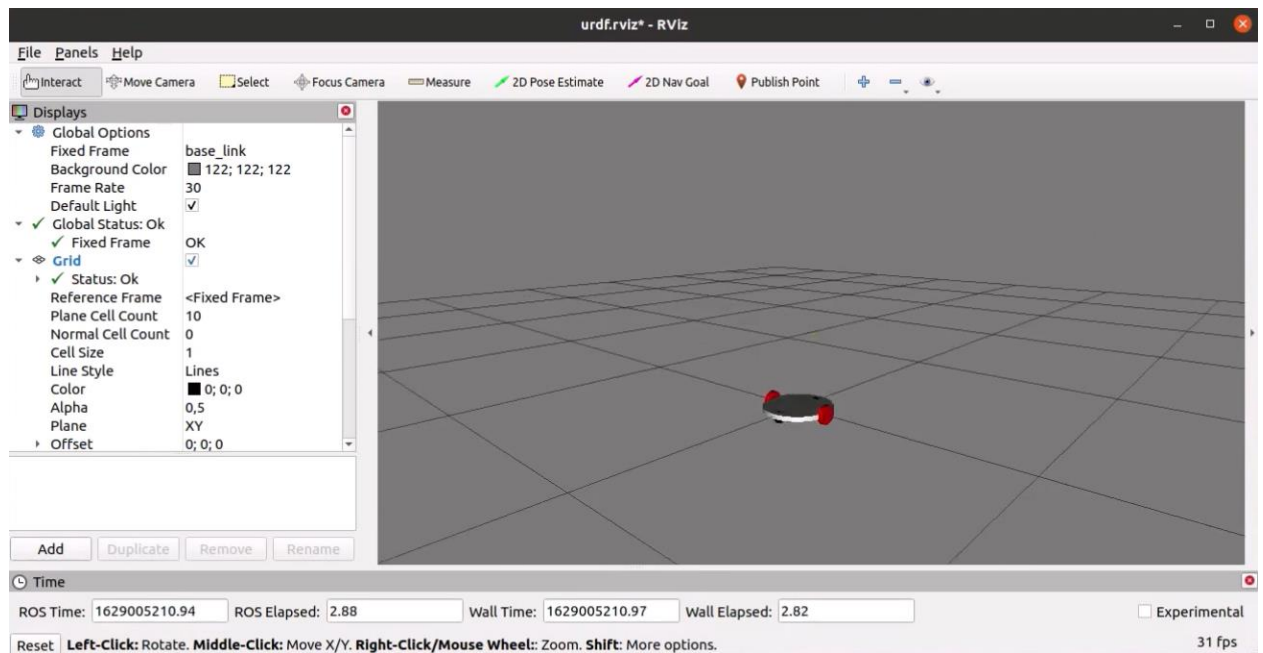 urdf.rviz* - RViz
File Panels Help
Interact Move Camera Select Focus Camera Measure 2D Pose Estimate 2D Nav Goal Publish Point
Displays
Global Options
Fixed Frame base_link
Background Color 122; 122; 122
Frame Rate 30
Default Light
Global Status: Ok
Fixed Frame OK
Grid
Status: Ok
Reference Frame <Fixed Frame>
Plane Cell Count 10
Normal Cell Count 0
Cell Size 1
Line Style Lines
Color 0; 0; 0
Alpha 0,5
Plane XY
Offset 0; 0; 0
Add Duplicate Remove Rename
Time
ROS Time: 1629005210.94 ROS Elapsed: 2.88 Wall Time: 1629005210.97 Wall Elapsed: 2.82 Experimental
Reset Left-Click: Rotate. Middle-Click: Move X/Y. Right-Click/Mouse Wheel:: Zoom. Shift: More options. 31 fps